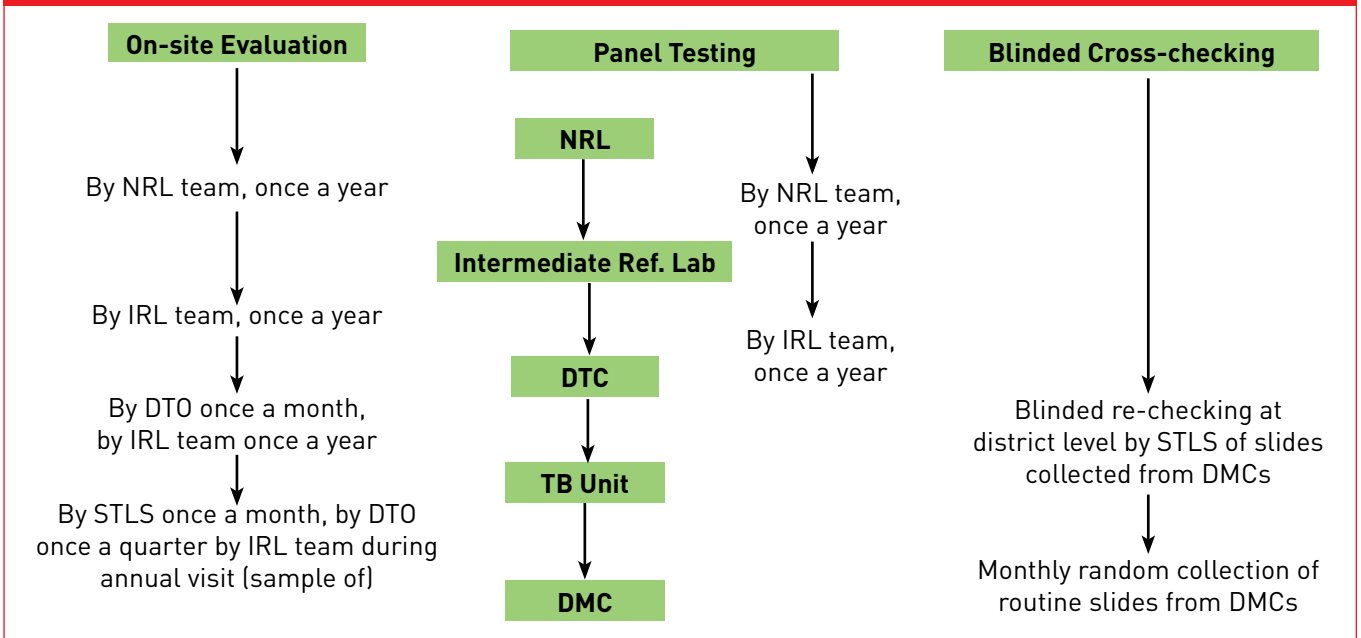 On-site Evaluation
By NRL team, once a year
By IRL team, once a year
By DTO once a month,
by IRL team once a year
By STLS once a month, by DTO
once a quarter by IRL team during
annual visit (sample of)
Panel Testing
NRL
Intermediate Ref. Lab
DTC
TB Unit
DMC
By NRL team,
once a year
By IRL team,
once a year
Blinded Cross-checking
Blinded re-checking at
district level by STLS of slides
collected from DMCs
Monthly random collection of
routine slides from DMCs